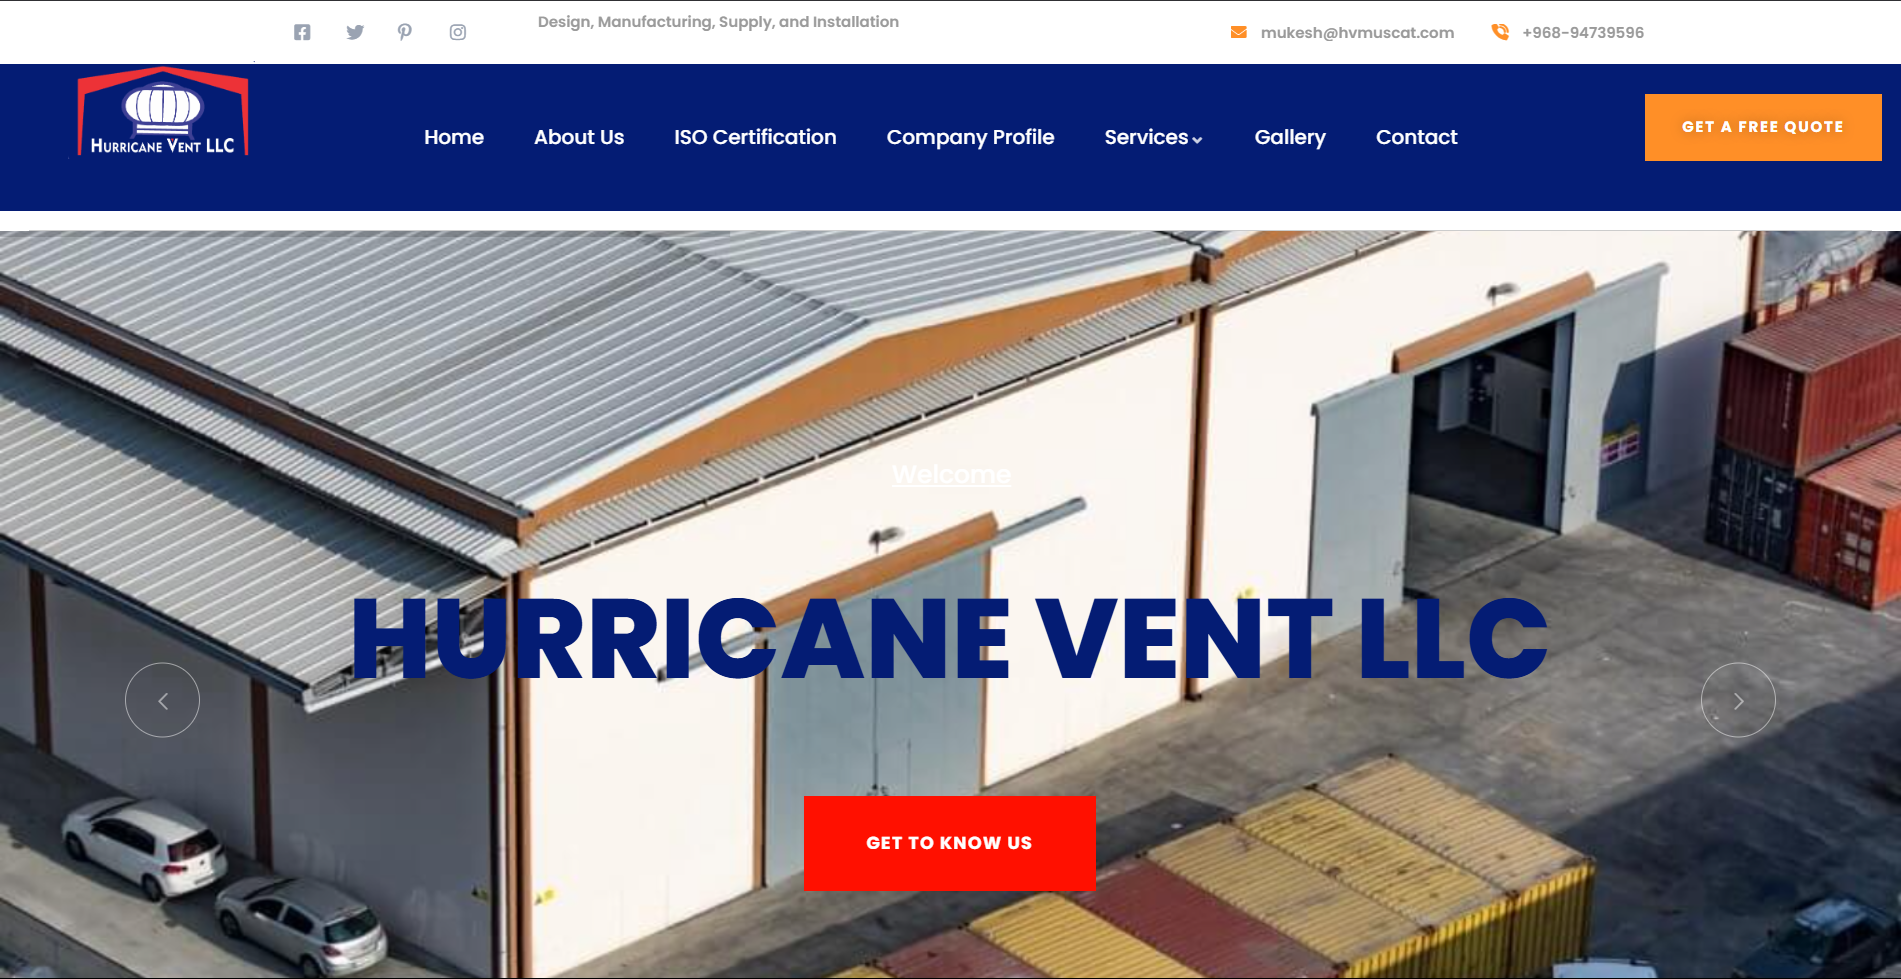 Design, Manufacturing, Supply, and Installation
mukesh@hvmuscat.com
+968-94739596
HURRICANE VENT LLC
Home
About Us
ISO Certification
Company Profile
Services
Gallery
Contact
GET A FREE QUOTE
Welcome
HURRICANE VENT LLC
GET TO KNOW US